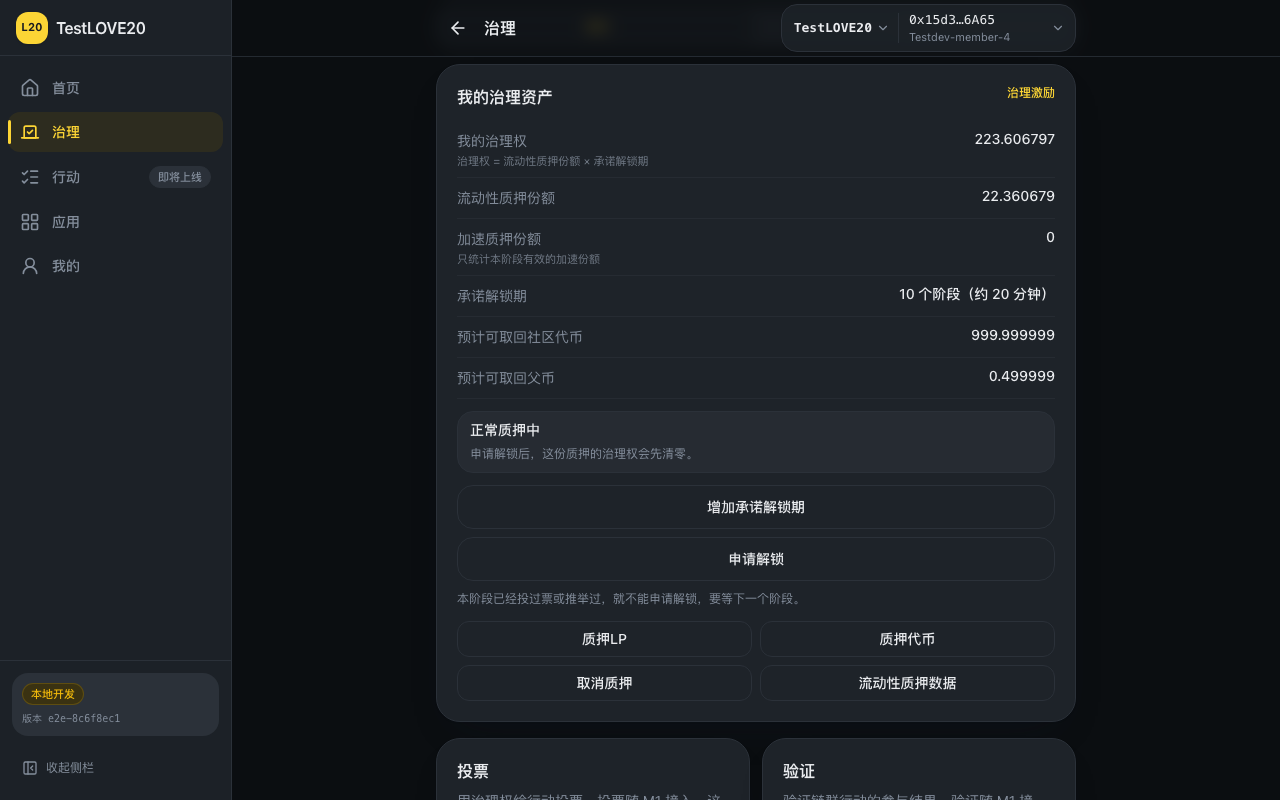 L20 TestLOVE20
首页
治理
行动 即将上线
应用
我的
本地开发
版本 e2e-8c6f8ec1
收起侧栏
治理
TestLOVE20
0x15d3…6A65
Testdev-member-4
我的治理资产 治理激励
我的治理权 223.606797
治理权 = 流动性质押份额 × 承诺解锁期
流动性质押份额 22.360679
加速质押份额 0
只统计本阶段有效的加速份额
承诺解锁期 10 个阶段（约 20 分钟）
预计可取回社区代币 999.999999
预计可取回父币 0.499999
正常质押中
申请解锁后，这份质押的治理权会先清零。
增加承诺解锁期
申请解锁
本阶段已经投过票或推举过，就不能申请解锁，要等下一个阶段。
质押LP 质押代币
取消质押 流动性质押数据
投票 验证